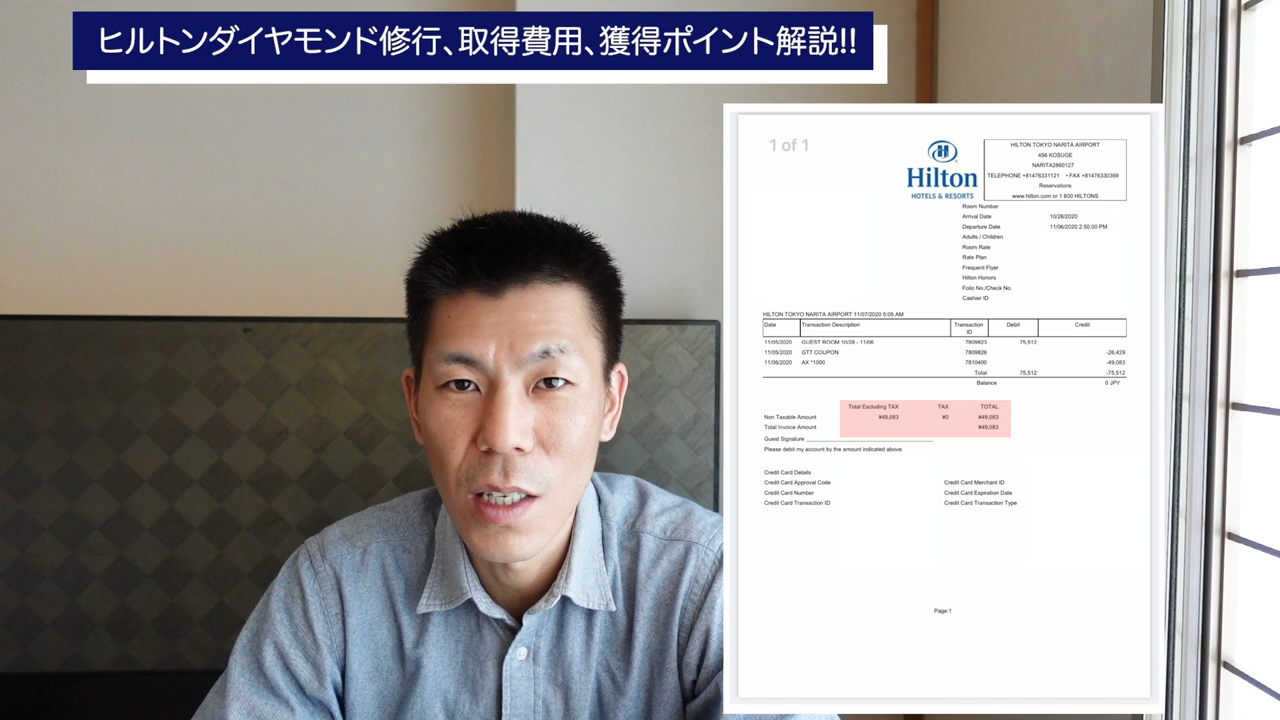 ヒルトンダイヤモンド修行、取得費用、獲得ポイント解説!!
1 of 1
Hilton
HOTELS & RESORTS
HILTON TOKYO NARITA AIRPORT
456 KOSUGE
NARITA2860127
TELEPHONE +81476331121 • FAX +81476330369
Reservations
www.hilton.com or 1 800 HILTONS
Room Number
Arrival Date 10/28/2020
Departure Date 11/06/2020 2:50:00 PM
Adults / Children
Room Rate
Rate Plan
Frequent Flyer
Hilton Honors
Folio No./Check No.
Cashier ID
HILTON TOKYO NARITA AIRPORT 11/07/2020 5:05 AM
Date Transaction Description Transaction ID Debit Credit
11/05/2020 GUEST ROOM 10/28 - 11/06 7809823 75,512
11/05/2020 GTT COUPON 7809826 -26,429
11/06/2020 AX *1000 7810400 -49,083
Total 75,512 -75,512
Balance 0 JPY
Total Excluding TAX TAX TOTAL
Non Taxable Amount ¥49,083 ¥0 ¥49,083
Total Invoice Amount ¥49,083
Guest Signature
Please debit my account by the amount indicated above.
Credit Card Details
Credit Card Approval Code Credit Card Merchant ID
Credit Card Number Credit Card Expiration Date
Credit Card Transaction ID Credit Card Transaction Type
Page:1